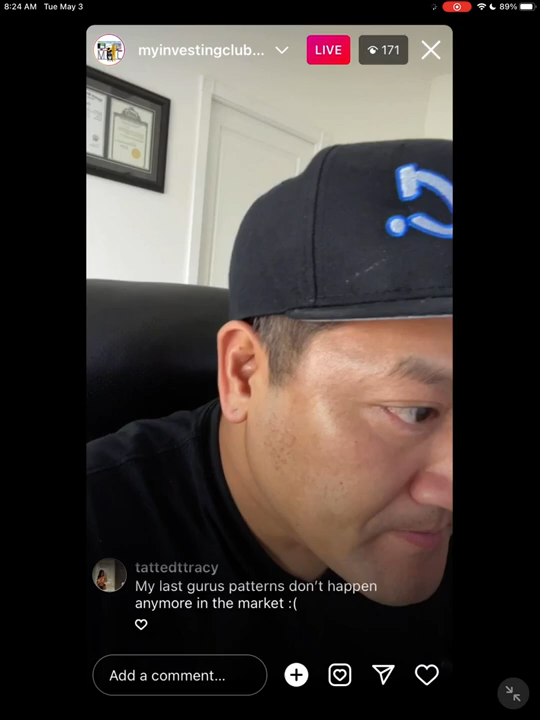 8:24 AM Tue May 3
89%
myinvestingclub...
LIVE
171
tattedttracy
My last gurus patterns don't happen
anymore in the market :(
Add a comment...